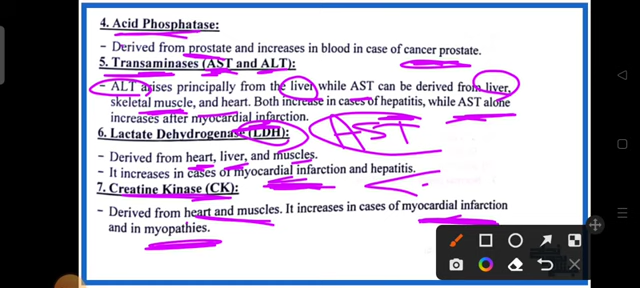 4. Acid Phosphatase:
- Derived from prostate and increases in blood in case of cancer prostate.
5. Transaminases (AST and ALT):
- ALT arises principally from the liver, while AST can be derived from liver,
skeletal muscle, and heart. Both increase in cases of hepatitis, while AST alone
increases after myocardial infarction.
AST
6. Lactate Dehydrogenase (LDH):
- Derived from heart, liver, and muscles.
- It increases in cases of myocardial infarction and hepatitis.
7. Creatine Kinase (CK):
- Derived from heart and muscles. It increases in cases of myocardial infarction
and in myopathies.